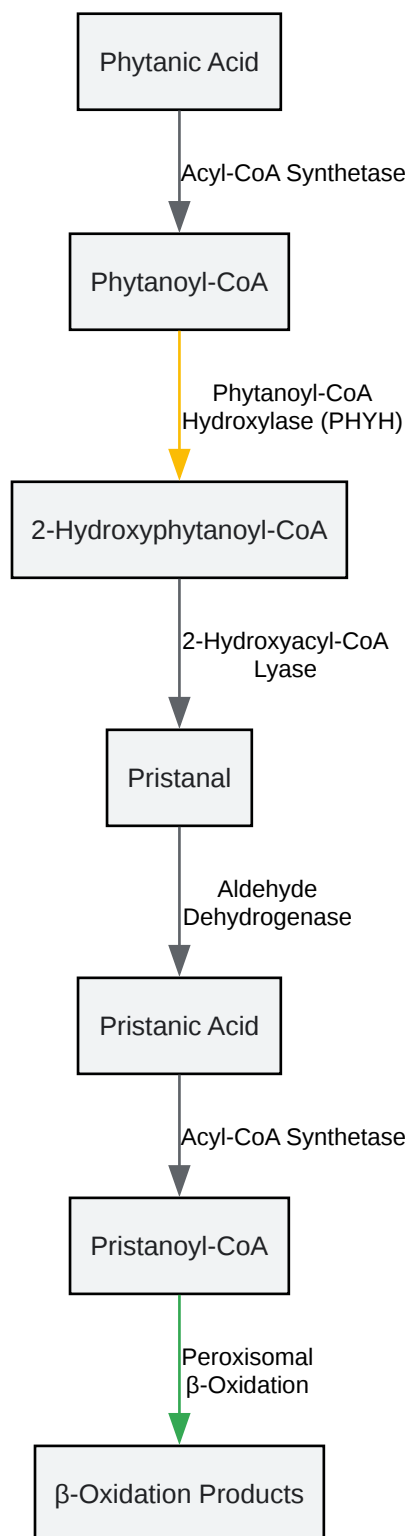 Phytanic Acid
Acyl-CoA Synthetase
Phytanoyl-CoA
Phytanoyl-CoA
Hydroxylase (PHYH)
2-Hydroxyphytanoyl-CoA
2-Hydroxyacyl-CoA
Lyase
Pristanal
Aldehyde
Dehydrogenase
Pristanic Acid
Acyl-CoA Synthetase
Pristanoyl-CoA
Peroxisomal
β-Oxidation
β-Oxidation Products